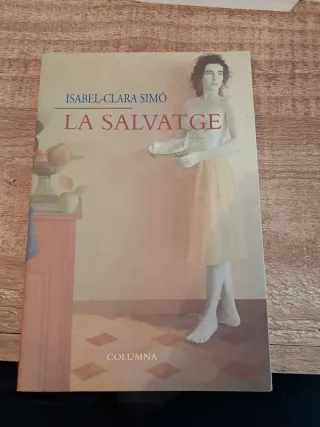 ISABEL-CLARA SIMÓ
LA SALVATGE
COLUMNA